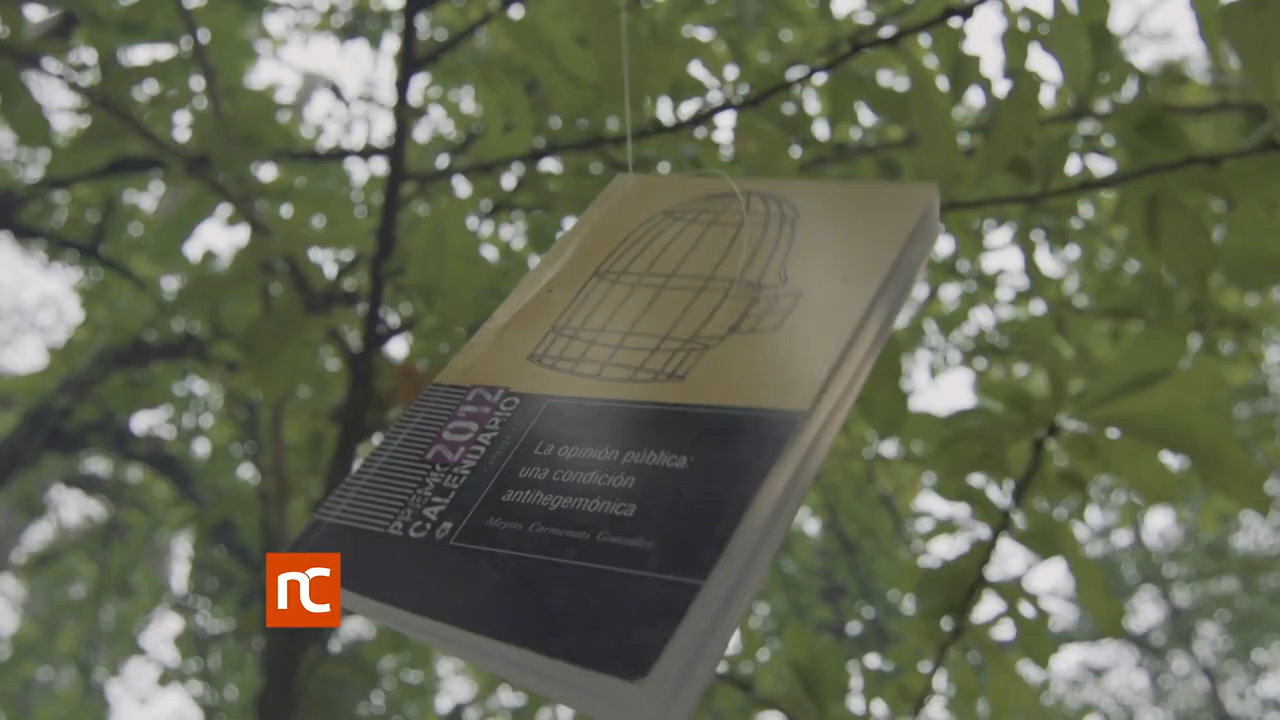 PREMIO 2012
CALENDARIO
La opinión pública:
una condición
antihegemónica
nc